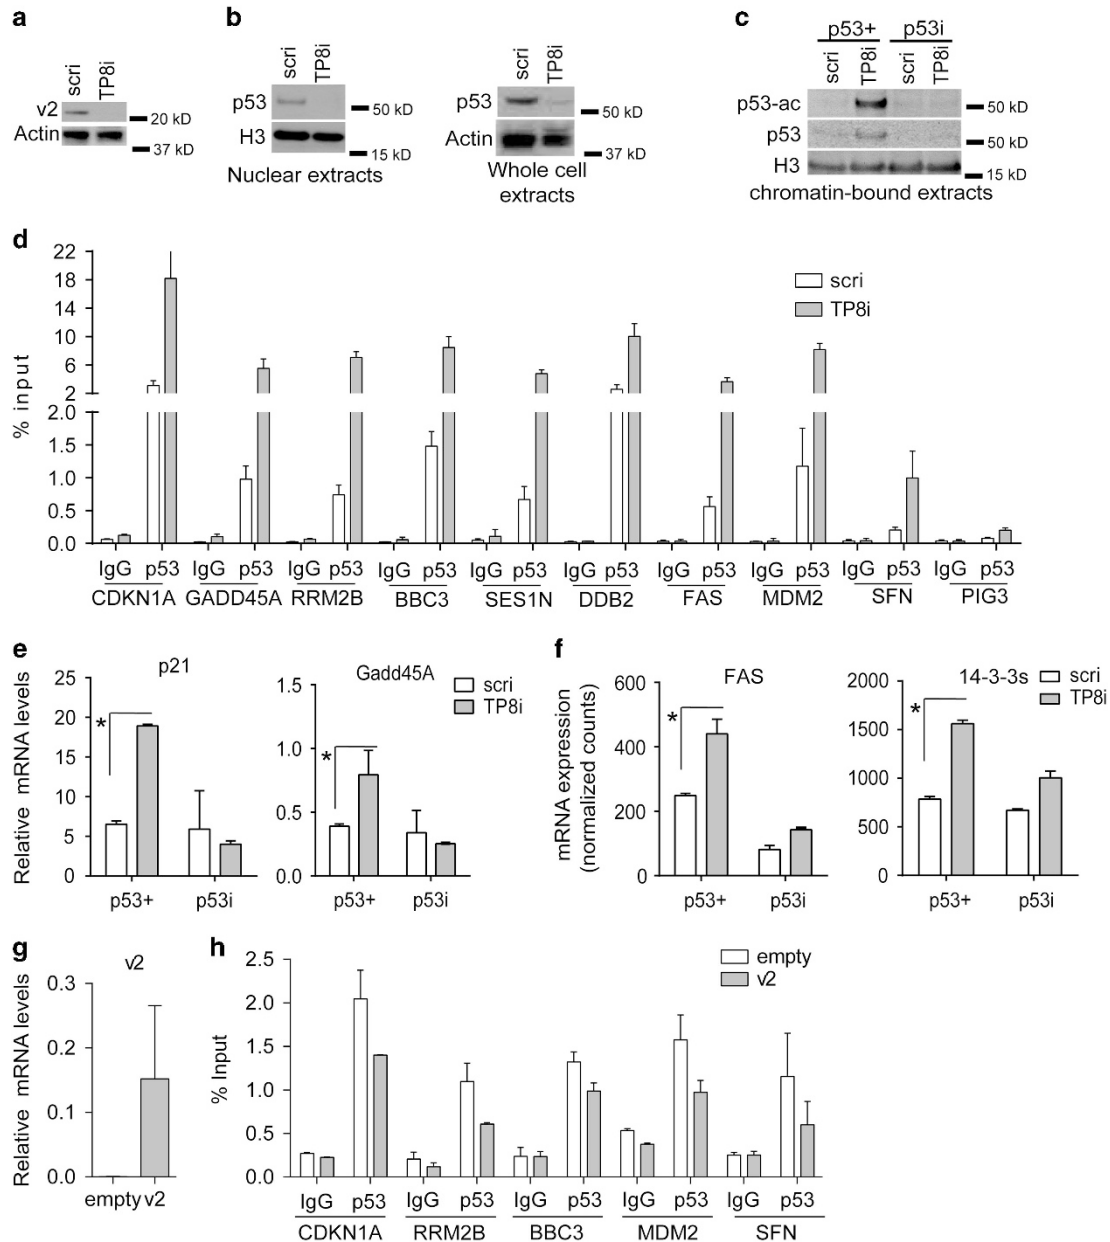 a
scri
TP8i
v2
20 kD
Actin
37 kD
b
scri
TP8i
p53
50 kD
H3
15 kD
Nuclear extracts
scri
TP8i
p53
50 kD
Actin
37 kD
Whole cell
extracts
c
p53+ p53i
scri
TP8i
scri
TP8i
p53-ac
50 kD
p53
50 kD
H3
15 kD
chromatin-bound extracts
d
% input
22
18
14
10
6
2
2.0
1.0
0.5
0.0
scri
TP8i
IgG p53 IgG p53 IgG p53 IgG p53 IgG p53 IgG p53 IgG p53 IgG p53 IgG p53 IgG p53
CDKN1A GADD45A RRM2B BBC3 SES1N DDB2 FAS MDM2 SFN PIG3
e
Relative mRNA levels
p21
25
20
15
10
5
0
*
p53+ p53i
Gadd45A
1.5
1.0
0.5
0.0
*
scri
TP8i
p53+ p53i
f
mRNA expression
(normalized counts)
FAS
600
400
200
0
*
p53+ p53i
14-3-3s
2000
1500
1000
500
0
*
scri
TP8i
p53+ p53i
g
Relative mRNA levels
v2
0.3
0.2
0.1
0.0
empty v2
h
% Input
2.5
2.0
1.5
1.0
0.5
0.0
empty
v2
IgG p53 IgG p53 IgG p53 IgG p53 IgG p53
CDKN1A RRM2B BBC3 MDM2 SFN